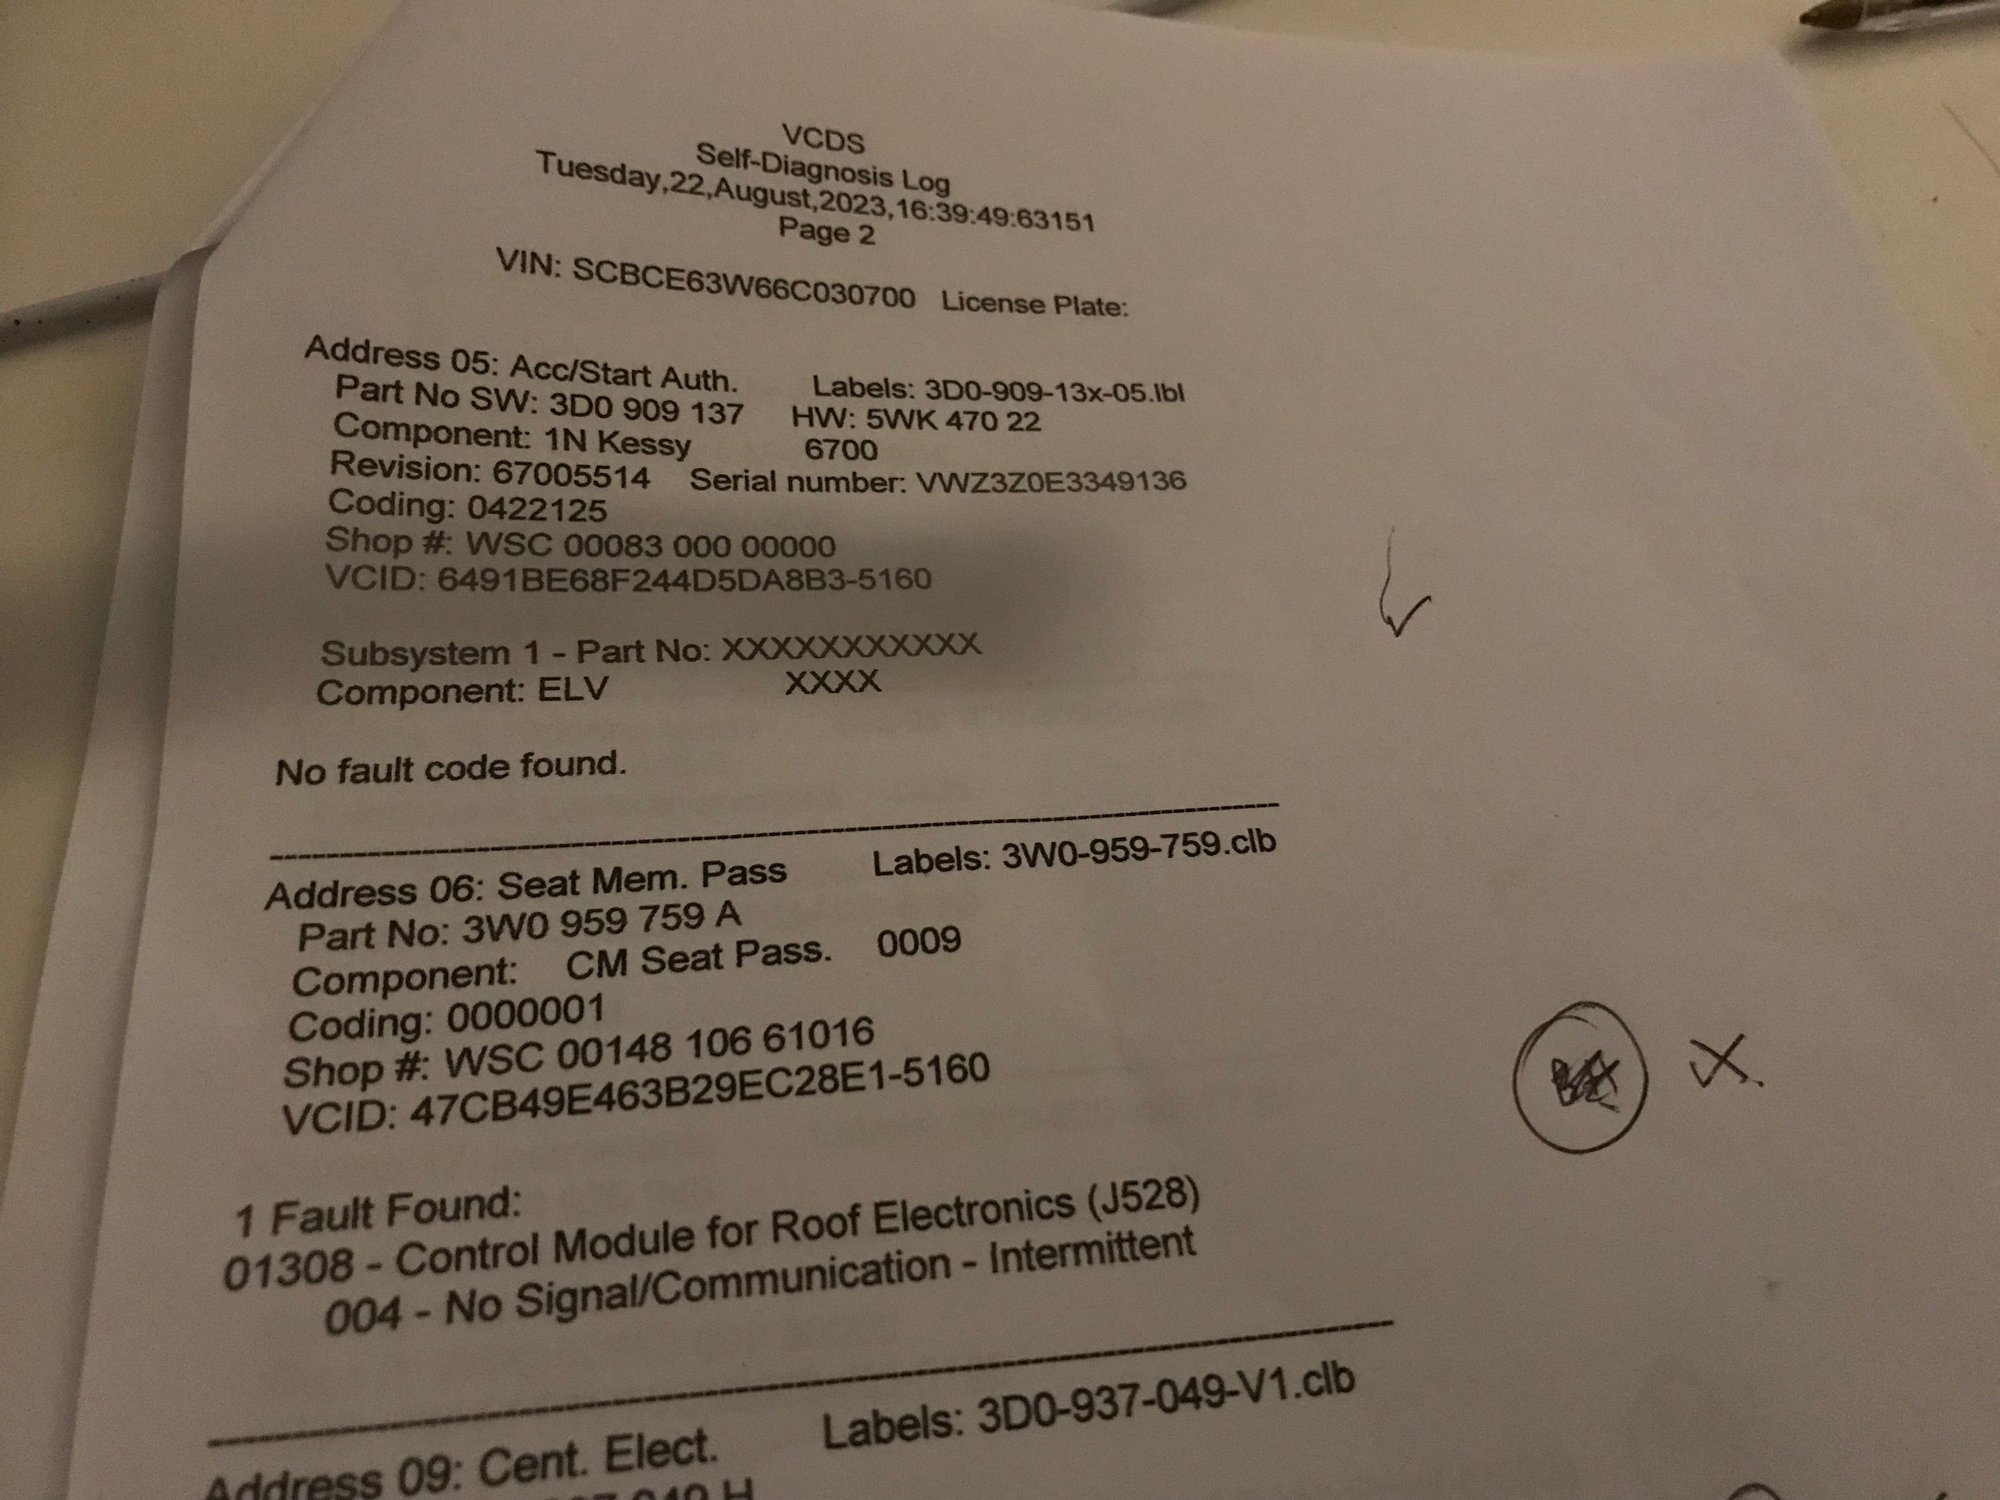 VCDS
Self-Diagnosis Log
Tuesday,22,August,2023,16:39:49:63151
Page 2
VIN: SCBCE63W66C030700 License Plate:
Address 05: Acc/Start Auth. Labels: 3D0-909-13x-05.lbl
Part No SW: 3D0 909 137 HW: 5WK 470 22
Component: 1N Kessy 6700
Revision: 67005514 Serial number: VWZ3Z0E3349136
Coding: 0422125
Shop #: WSC 00083 000 00000
VCID: 6491BE68F244D5DA8B3-5160
Subsystem 1 - Part No: XXXXXXXXXXX
Component: ELV XXXX
No fault code found.
Address 06: Seat Mem. Pass Labels: 3W0-959-759.clb
Part No: 3W0 959 759 A
Component: CM Seat Pass. 0009
Coding: 0000001
Shop #: WSC 00148 106 61016
VCID: 47CB49E463B29EC28E1-5160
1 Fault Found:
01308 - Control Module for Roof Electronics (J528)
004 - No Signal/Communication - Intermittent
Address 09: Cent. Elect. Labels: 3D0-937-049-V1.clb